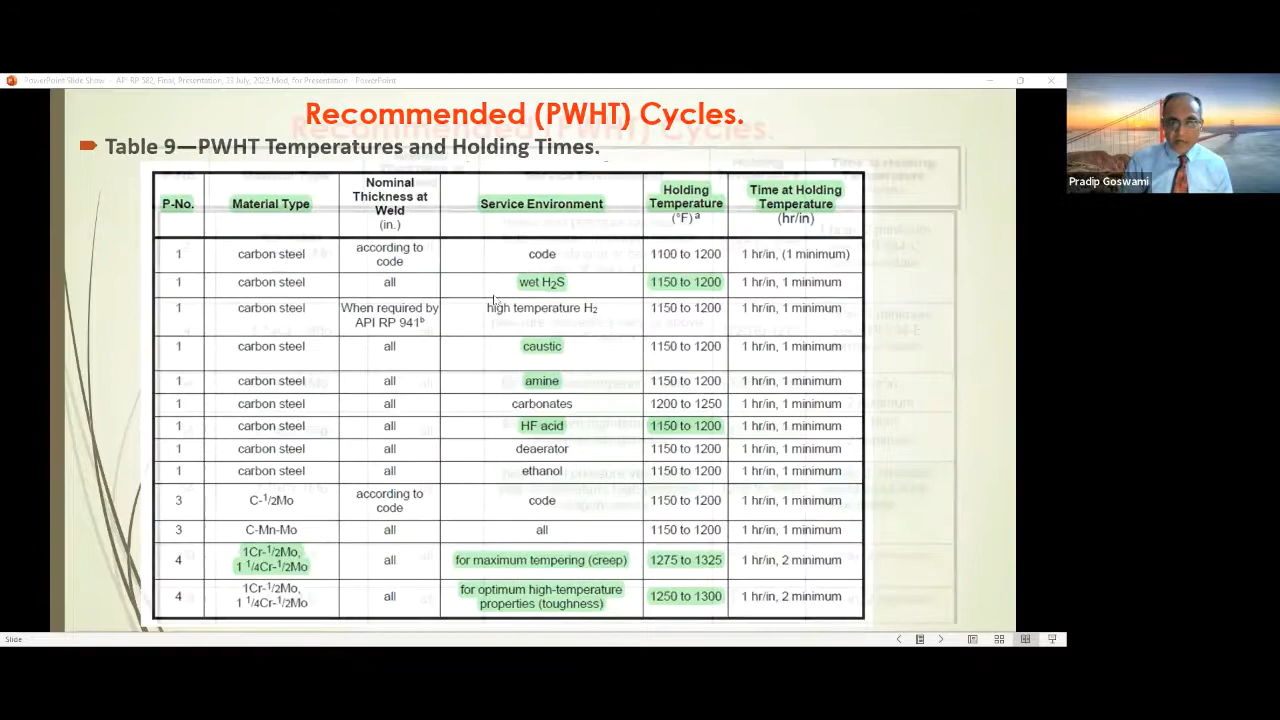 PowerPoint Slide Show - API RP 582, Final, Presentation, 23 July, 2022.Mod, for Presentation - PowerPoint
Recommended (PWHT) Cycles.
Table 9—PWHT Temperatures and Holding Times.
P-No. Material Type Nominal Thickness at Weld (in.) Service Environment Holding Temperature (°F) a Time at Holding Temperature (hr/in)
1 carbon steel according to code code 1100 to 1200 1 hr/in, (1 minimum)
1 carbon steel all wet H2S 1150 to 1200 1 hr/in, 1 minimum
1 carbon steel When required by API RP 941b high temperature H2 1150 to 1200 1 hr/in, 1 minimum
1 carbon steel all caustic 1150 to 1200 1 hr/in, 1 minimum
1 carbon steel all amine 1150 to 1200 1 hr/in, 1 minimum
1 carbon steel all carbonates 1200 to 1250 1 hr/in, 1 minimum
1 carbon steel all HF acid 1150 to 1200 1 hr/in, 1 minimum
1 carbon steel all deaerator 1150 to 1200 1 hr/in, 1 minimum
1 carbon steel all ethanol 1150 to 1200 1 hr/in, 1 minimum
3 C-1/2Mo according to code code 1150 to 1200 1 hr/in, 1 minimum
3 C-Mn-Mo all all 1150 to 1200 1 hr/in, 1 minimum
4 1Cr-1/2Mo, 1 1/4Cr-1/2Mo all for maximum tempering (creep) 1275 to 1325 1 hr/in, 2 minimum
4 1Cr-1/2Mo, 1 1/4Cr-1/2Mo all for optimum high-temperature properties (toughness) 1250 to 1300 1 hr/in, 2 minimum
Slide
Pradip Goswami